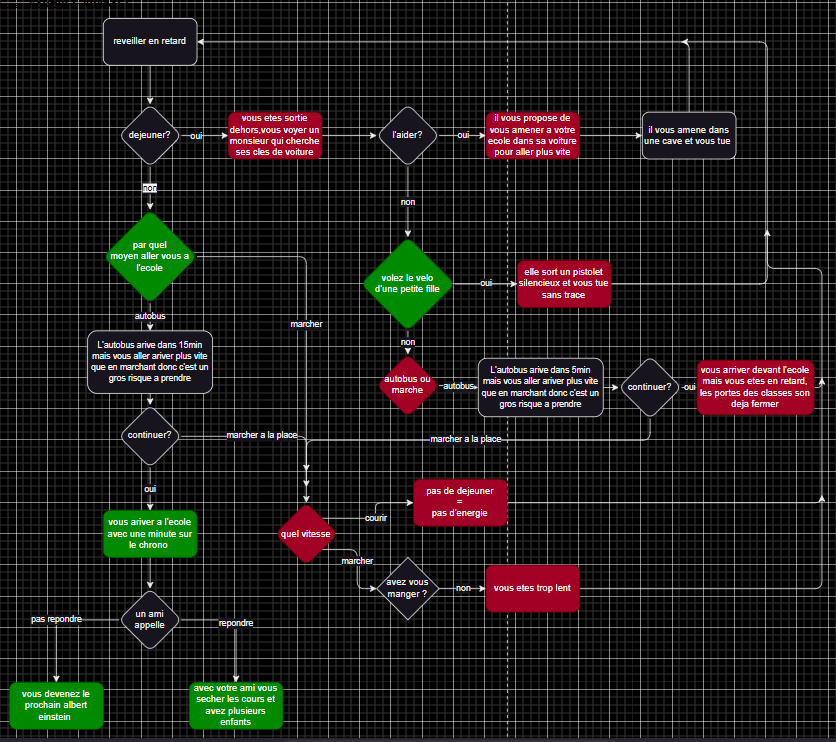 reveiller en retard
dejeuner?
oui
vous etes sortie
dehors,vous voyer un
monsieur qui cherche
ses cles de voiture
l'aider?
oui
il vous propose de
vous amener a votre
ecole dans sa voiture
pour aller plus vite
il vous amene dans
une cave et vous tue
non
non
par quel
moyen aller vous a
l'ecole
volez le velo
d'une petite fille
oui
elle sort un pistolet
silencieux et vous tue
sans trace
autobus
marcher
non
L'autobus arive dans 15min
mais vous aller ariver plus vite
que en marchant donc c'est un
gros risque a prendre
autobus ou
marche
autobus
L'autobus arive dans 5min
mais vous aller ariver plus vite
que en marchant donc c'est un
gros risque a prendre
continuer?
oui
vous arriver devant l'ecole
mais vous etes en retard,
les portes des classes son
deja fermer
continuer?
marcher a la place
marcher a la place
oui
pas de dejeuner
=
pas d'energie
vous ariver a l'ecole
avec une minute sur
le chrono
quel vitesse
courir
marcher
avez vous
manger ?
non
vous etes trop lent
un ami
appelle
pas repondre
repondre
vous devenez le
prochain albert
einstein
avec votre ami vous
secher les cours et
avez plusieurs
enfants